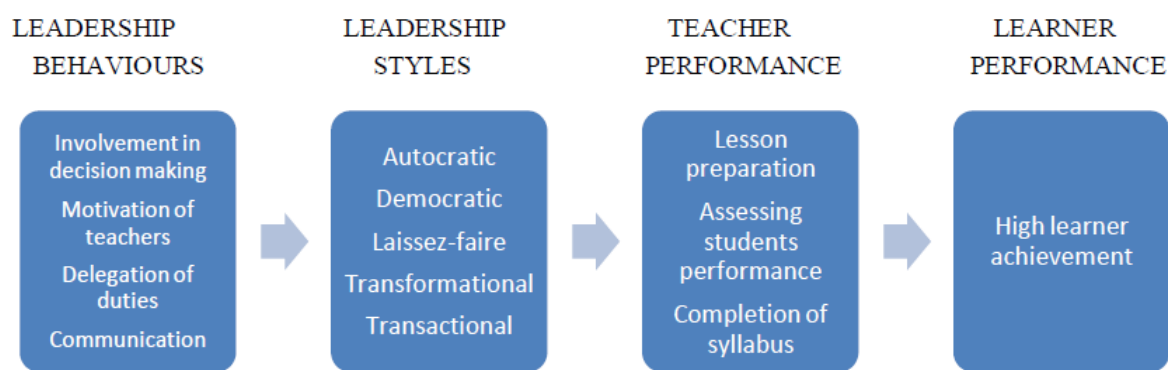 LEADERSHIP
BEHAVIOURS
Involvement in
decision making
Motivation of
teachers
Delegation of
duties
Communication
LEADERSHIP
STYLES
Autocratic
Democratic
Laissez-faire
Transformational
Transactional
TEACHER
PERFORMANCE
Lesson
preparation
Assessing
students
performance
Completion of
syllabus
LEARNER
PERFORMANCE
High learner
achievement